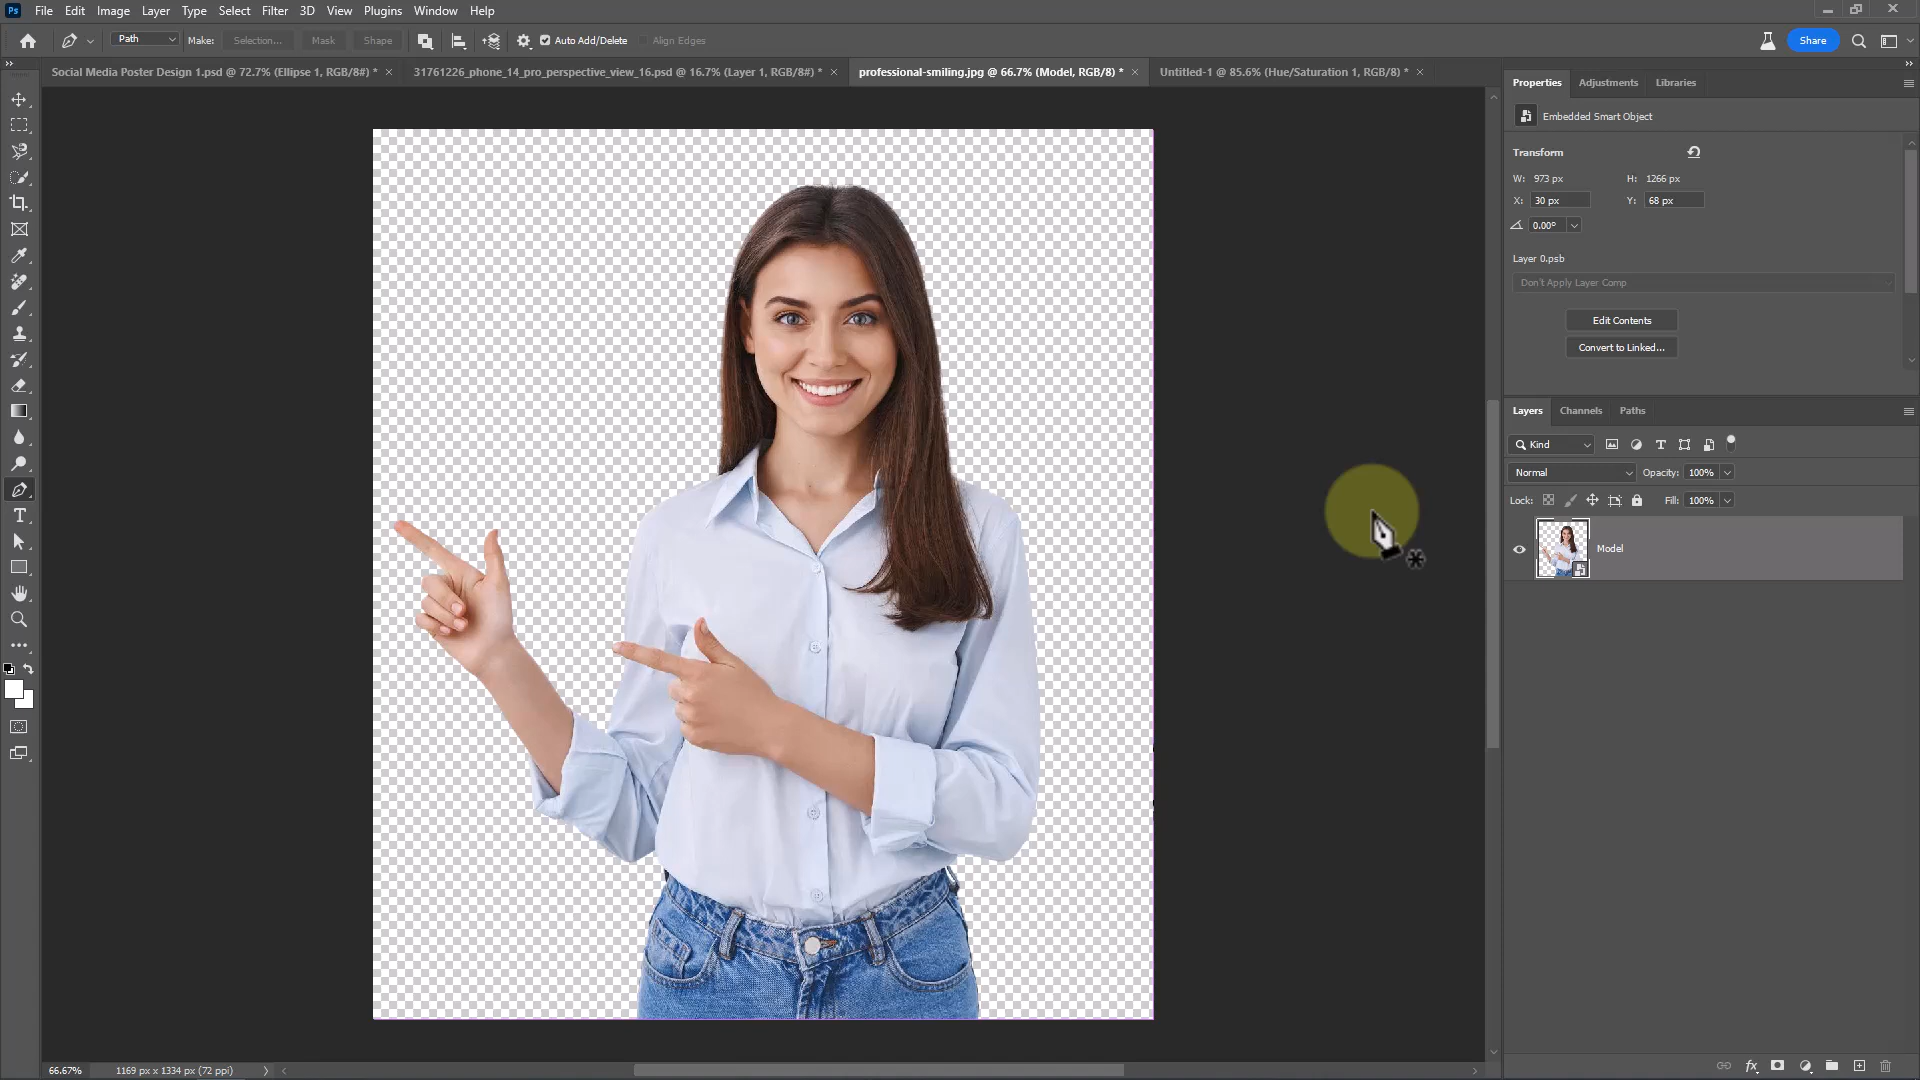 Ps File Edit Image Layer Type Select Filter 3D View Plugins Window Help
Path Make: Selection... Mask Shape Auto Add/Delete Align Edges Share
Social Media Poster Design 1.psd @ 72.7% (Ellipse 1, RGB/8#) * × 31761226_phone_14_pro_perspective_view_16.psd @ 16.7% (Layer 1, RGB/8#) * × professional-smiling.jpg @ 66.7% (Model, RGB/8) * × Untitled-1 @ 85.6% (Hue/Saturation 1, RGB/8) * ×
Properties Adjustments Libraries
Embedded Smart Object
Transform
W: 973 px H: 1266 px
X: 30 px Y: 68 px
0.00°
Layer 0.psb
Don't Apply Layer Comp
Edit Contents
Convert to Linked...
Layers Channels Paths
Kind
Normal Opacity: 100%
Lock: Fill: 100%
Model
66.67% 1169 px x 1334 px (72 ppi)